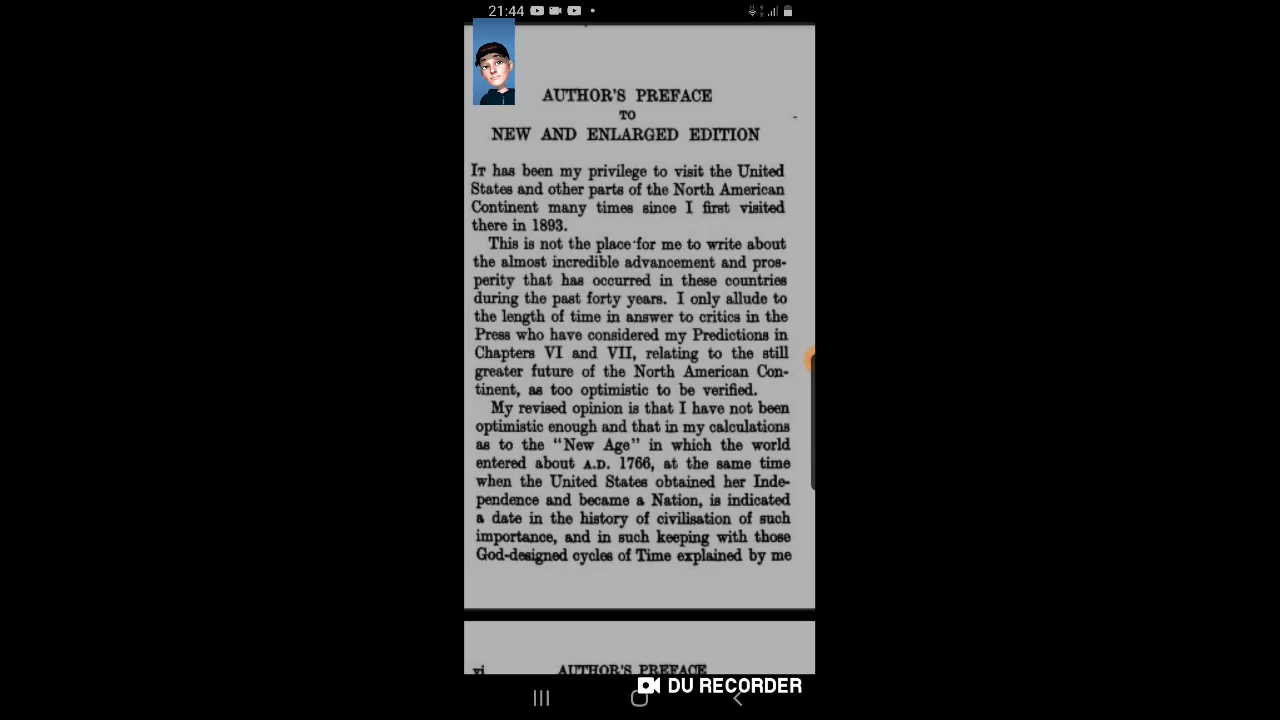 21:44
AUTHOR'S PREFACE
TO
NEW AND ENLARGED EDITION
IT has been my privilege to visit the United
States and other parts of the North American
Continent many times since I first visited
there in 1893.
This is not the place for me to write about
the almost incredible advancement and pros-
perity that has occurred in these countries
during the past forty years. I only allude to
the length of time in answer to critics in the
Press who have considered my Predictions in
Chapters VI and VII, relating to the still
greater future of the North American Con-
tinent, as too optimistic to be verified.
My revised opinion is that I have not been
optimistic enough and that in my calculations
as to the "New Age" in which the world
entered about A.D. 1766, at the same time
when the United States obtained her Inde-
pendence and became a Nation, is indicated
a date in the history of civilisation of such
importance, and in such keeping with those
God-designed cycles of Time explained by me
vi AUTHOR'S PREFACE
DU RECORDER